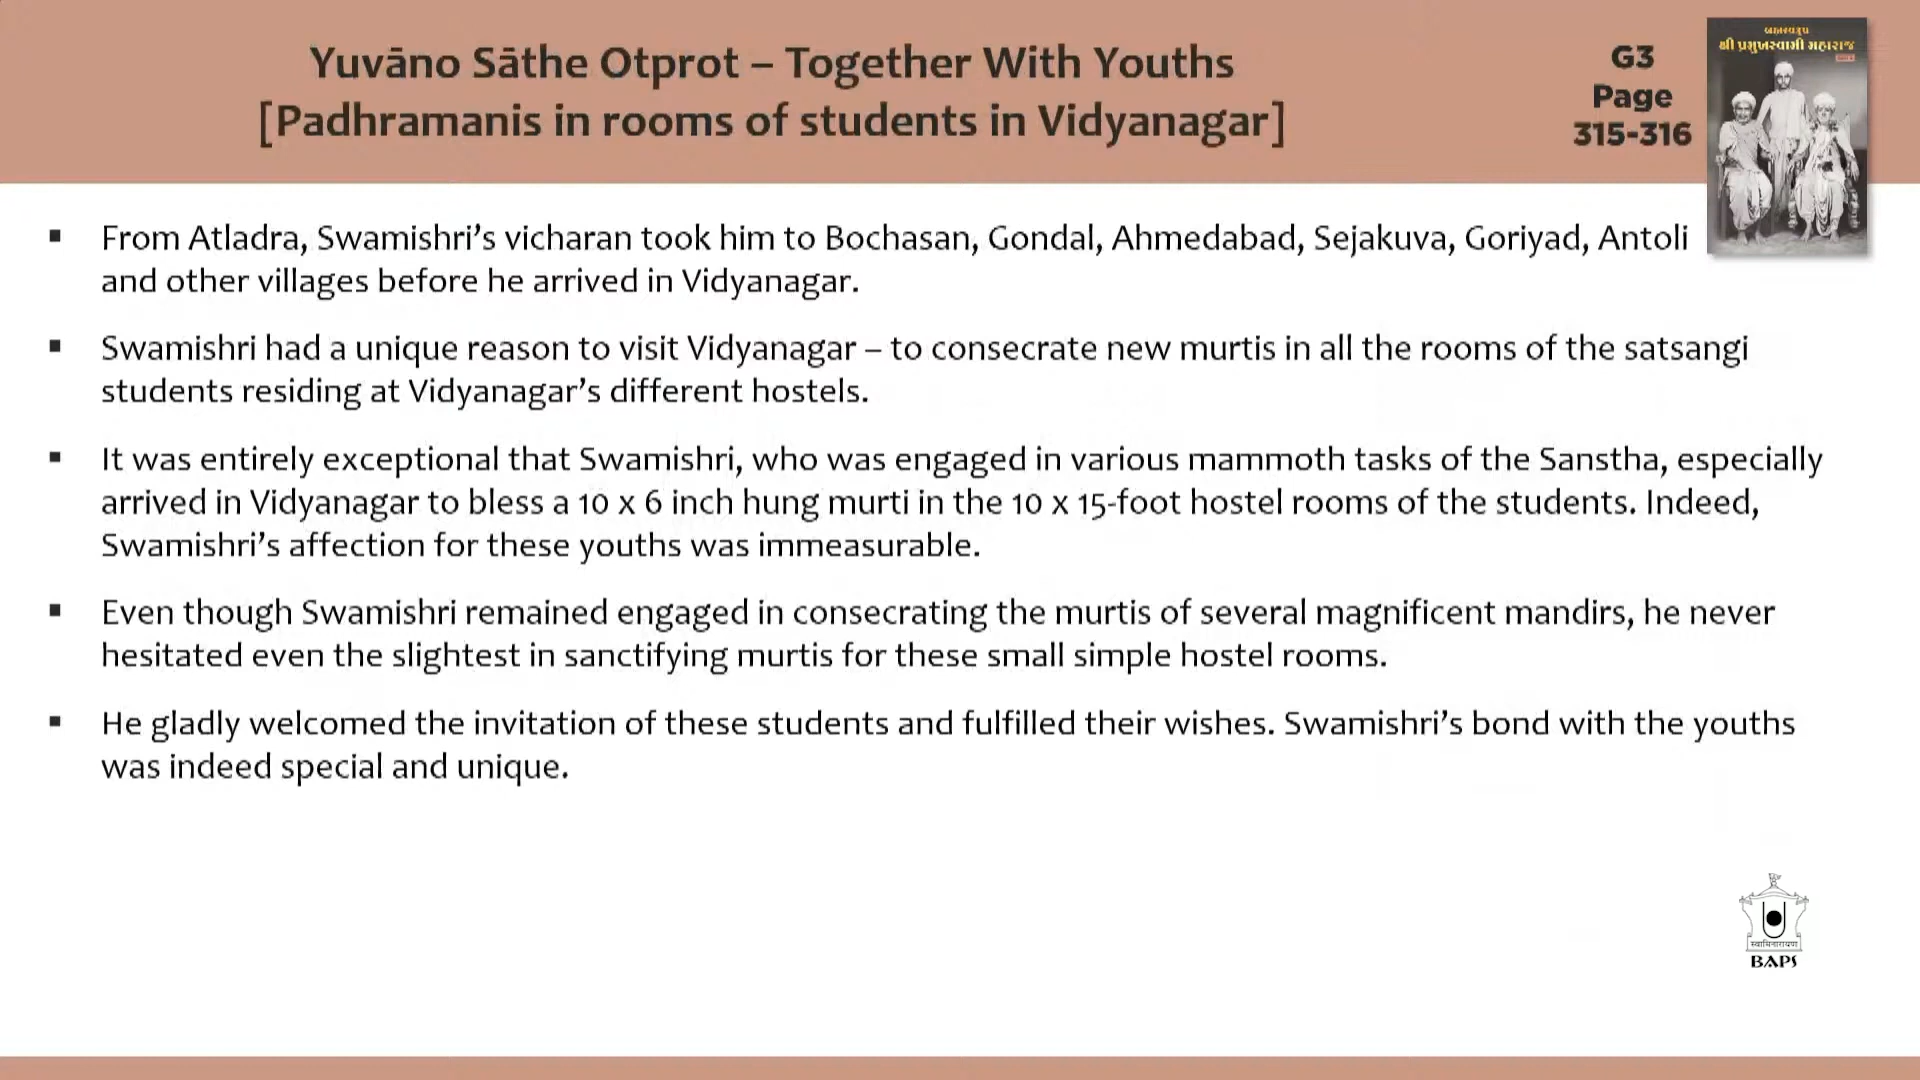 Yuvāno Sāthe Otprot – Together With Youths
[Padhramanis in rooms of students in Vidyanagar]
G3
Page
315-316
બ્રહ્મસ્વરૂપ
શ્રી પ્રમુખસ્વામી મહારાજ
▪ From Atladra, Swamishri’s vicharan took him to Bochasan, Gondal, Ahmedabad, Sejakuva, Goriyad, Antoli
and other villages before he arrived in Vidyanagar.
▪ Swamishri had a unique reason to visit Vidyanagar – to consecrate new murtis in all the rooms of the satsangi
students residing at Vidyanagar’s different hostels.
▪ It was entirely exceptional that Swamishri, who was engaged in various mammoth tasks of the Sanstha, especially
arrived in Vidyanagar to bless a 10 x 6 inch hung murti in the 10 x 15-foot hostel rooms of the students. Indeed,
Swamishri’s affection for these youths was immeasurable.
▪ Even though Swamishri remained engaged in consecrating the murtis of several magnificent mandirs, he never
hesitated even the slightest in sanctifying murtis for these small simple hostel rooms.
▪ He gladly welcomed the invitation of these students and fulfilled their wishes. Swamishri’s bond with the youths
was indeed special and unique.
स्वामिनारायण
BAPS